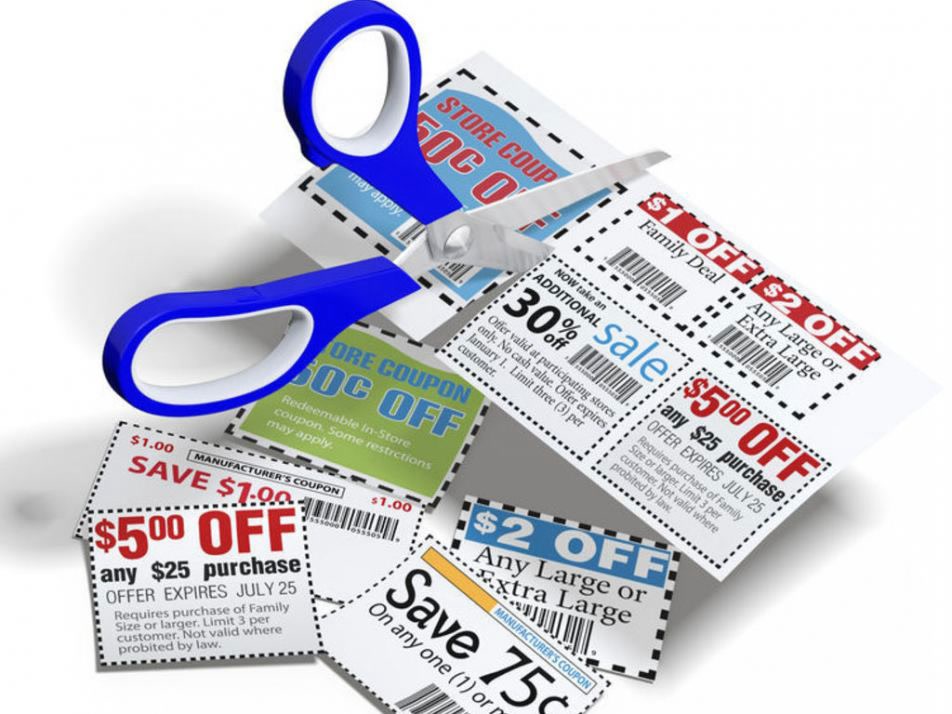 STORE COUP
50¢ O
may apply.
$1 OFF
Family Deal
$2 OFF
Any Large or
Extra Large
NOW take an
ADDITIONAL
30% off
sale
Offer valid at participating stores
only. No cash value. Offer expires
January 1. Limit three (3) per
customer.
$5.00 OFF
any $25 purchase
OFFER EXPIRES JULY 25
Requires purchase of Family
Size or larger. Limit 3 per
customer. Not valid where
probited by law.
ORE COUPON
50¢ OFF
Redeemable In-Store
coupon. Some restrctions
may apply.
$1.00
MANUFACTURER'S COUPON
SAVE $1.00
$1.00
$5.00 OFF
any $25 purchase
OFFER EXPIRES JULY 25
Requires purchase of Family
Size or larger. Limit 3 per
customer. Not valid where
probited by law.
$2 OFF
Any Large or
Extra Large
MANUFACTURER'S COUPON
Save 75¢
On any one (1) or